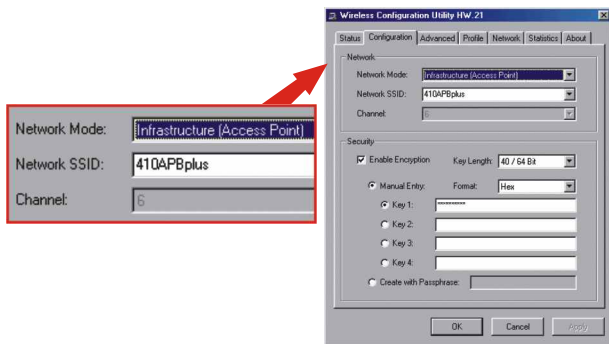 Wireless Configuration Utility HW.21
Status Configuration Advanced Profile Network Statistics About
Network
Network Mode: Infrastructure (Access Point)
Network SSID: 410APBplus
Channel: 6
Security
Enable Encryption Key Length: 40 / 64 Bit
Manual Entry: Format: Hex
Key 1: **********
Key 2:
Key 3:
Key 4:
Create with Passphrase:
OK Cancel Apply
Network Mode: Infrastructure (Access Point)
Network SSID: 410APBplus
Channel: 6